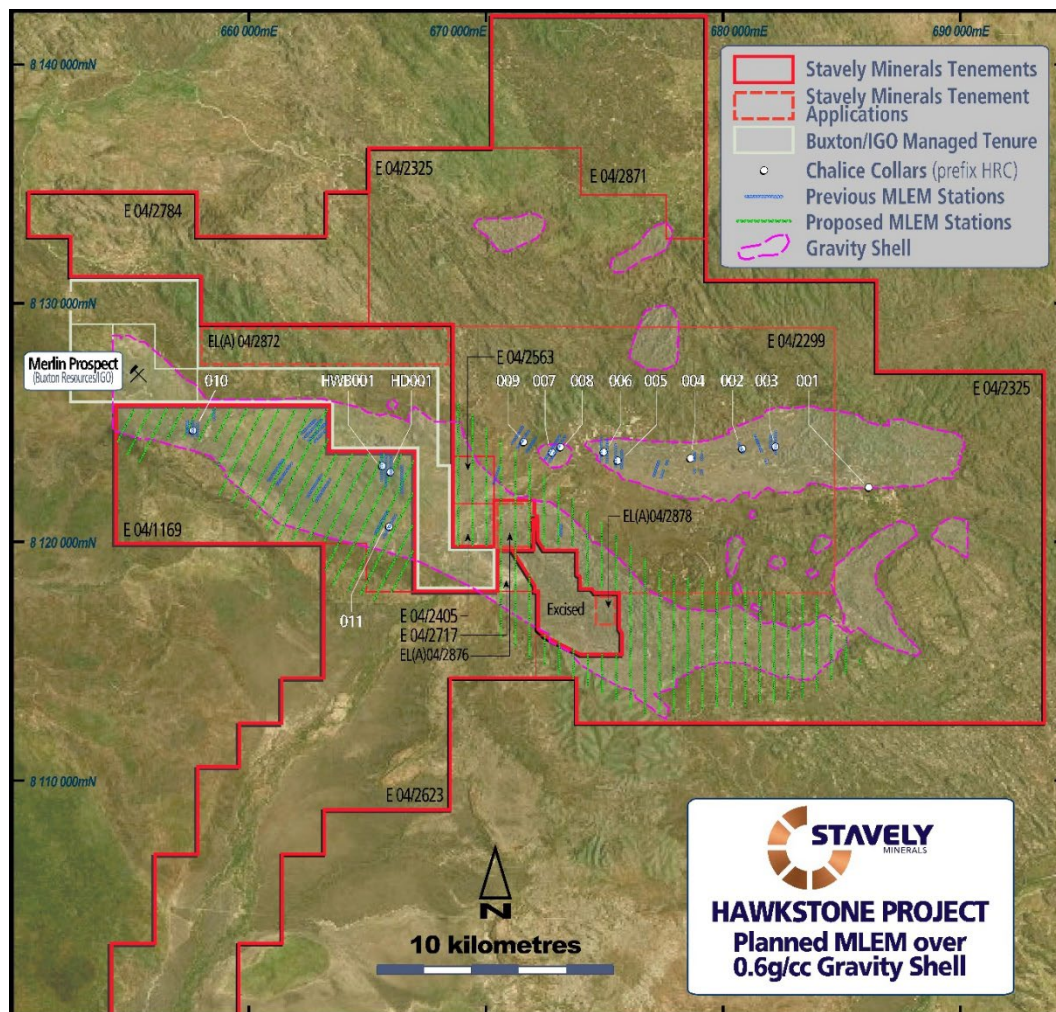 660 000mE
670 000mE
680 000mE
690 000mE
8 140 000mN
Stavely Minerals Tenements
Stavely Minerals Tenement
Applications
Buxton/IGO Managed Tenure
Chalice Collars (prefix HRC)
Previous MLEM Stations
Proposed MLEM Stations
Gravity Shell
E 04/2325
E 04/2871
E 04/2784
8 130 000mN
EL(A) 04/2872
E 04/2563
E 04/2299
Merlin Prospect
(Buxton Resources/IGO)
010
HWB001
HD001
009
007
008
006
005
004
002
003
001
E 04/2325
E 04/1169
8 120 000mN
EL(A)04/2878
Excised
011
E 04/2405
E 04/2717
EL(A)04/2876
8 110 000mN
E 04/2623
N
10 kilometres
STAVELY
MINERALS
HAWKSTONE PROJECT
Planned MLEM over
0.6g/cc Gravity Shell